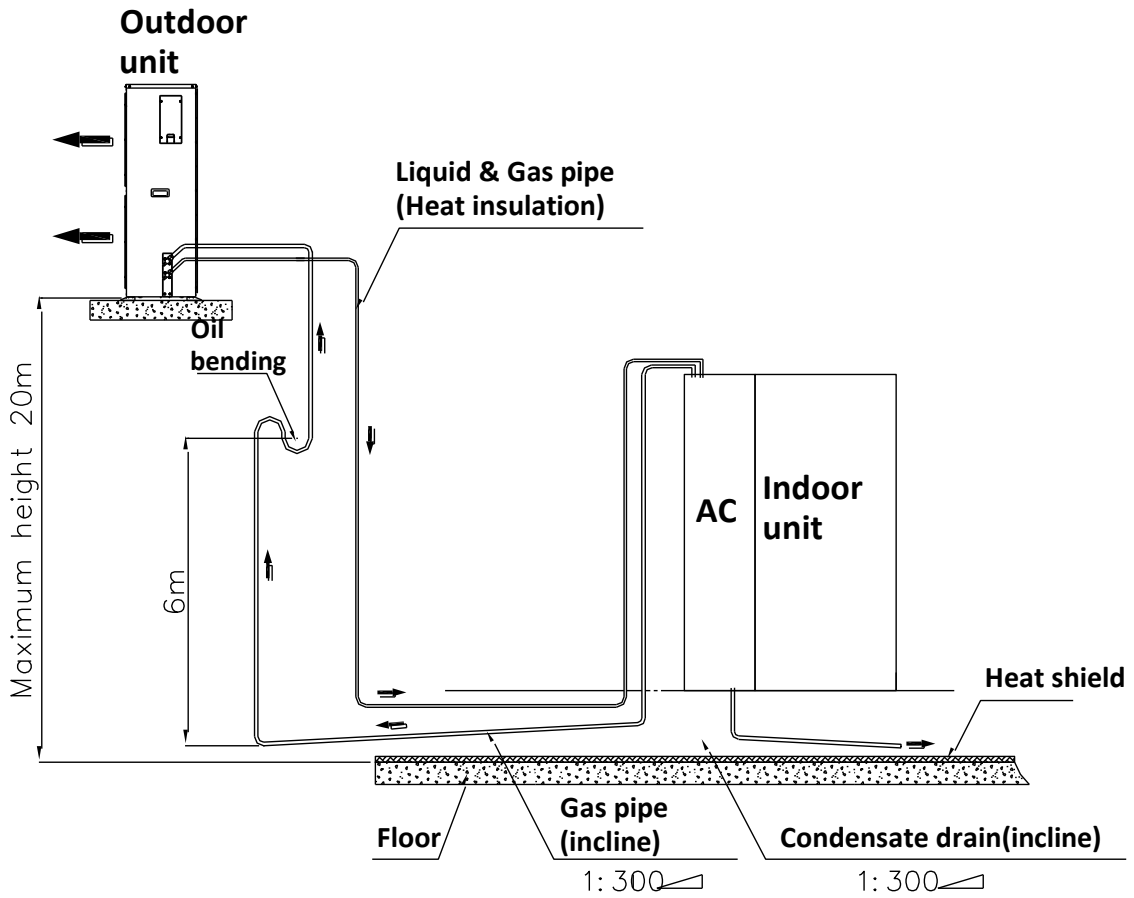 Outdoor
unit
Liquid & Gas pipe
(Heat insulation)
Oil
bending
Maximum height 20m
6m
AC
Indoor
unit
Heat shield
Floor
Gas pipe
(incline)
1:300
Condensate drain(incline)
1:300